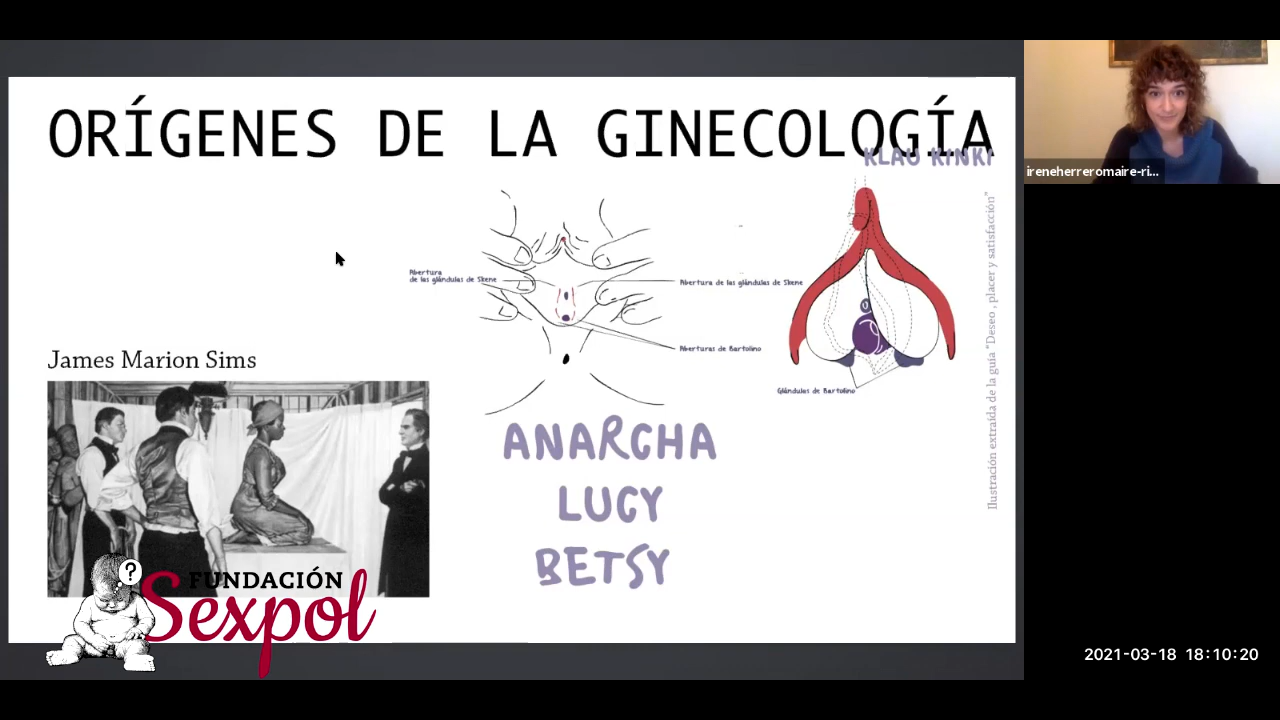 ORÍGENES DE LA GINECOLOGÍA
KLAU KINKI
ireneherreromaire-ri...
Abertura
de las glándulas de Skene
Abertura de las glándulas de Skene
Aberturas de Bartolino
Glándulas de Bartolino
Ilustración extraída de la guía "Deseo , placer y satisfacción"
James Marion Sims
ANARCHA
LUCY
BETSY
?
FUNDACIÓN
Sexpol
2021-03-18 18:10:20